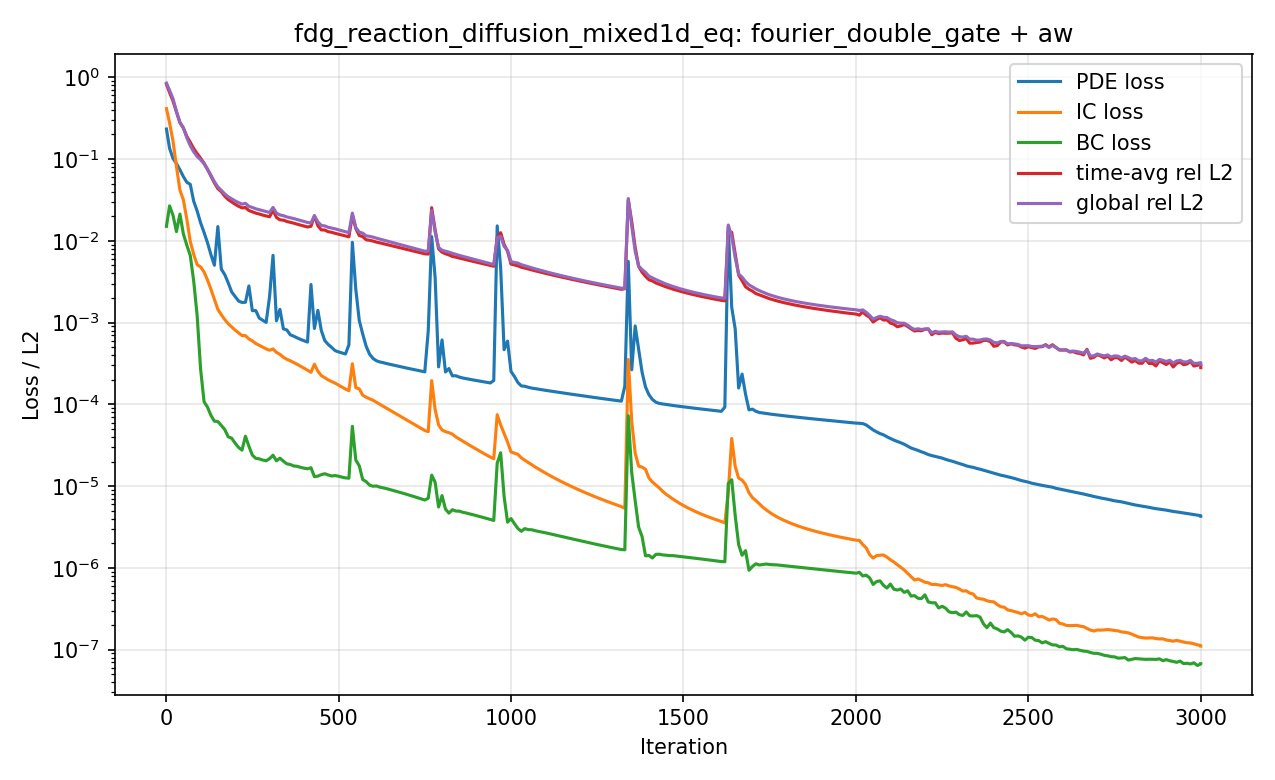 fdg_reaction_diffusion_mixed1d_eq: fourier_double_gate + aw
PDE loss
IC loss
BC loss
time-avg rel L2
global rel L2
Loss / L2
10⁰
10⁻¹
10⁻²
10⁻³
10⁻⁴
10⁻⁵
10⁻⁶
10⁻⁷
0 500 1000 1500 2000 2500 3000
Iteration